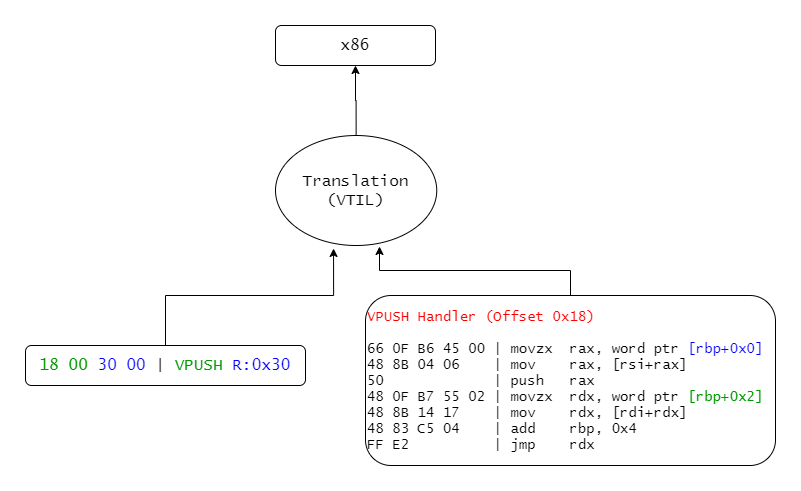 x86
Translation
(VTIL)
18 00 30 00 | VPUSH R:0x30
VPUSH Handler (Offset 0x18)
66 0F B6 45 00 | movzx rax, word ptr [rbp+0x0]
48 8B 04 06 | mov rax, [rsi+rax]
50 | push rax
48 0F B7 55 02 | movzx rdx, word ptr [rbp+0x2]
48 8B 14 17 | mov rdx, [rdi+rdx]
48 83 C5 04 | add rbp, 0x4
FF E2 | jmp rdx